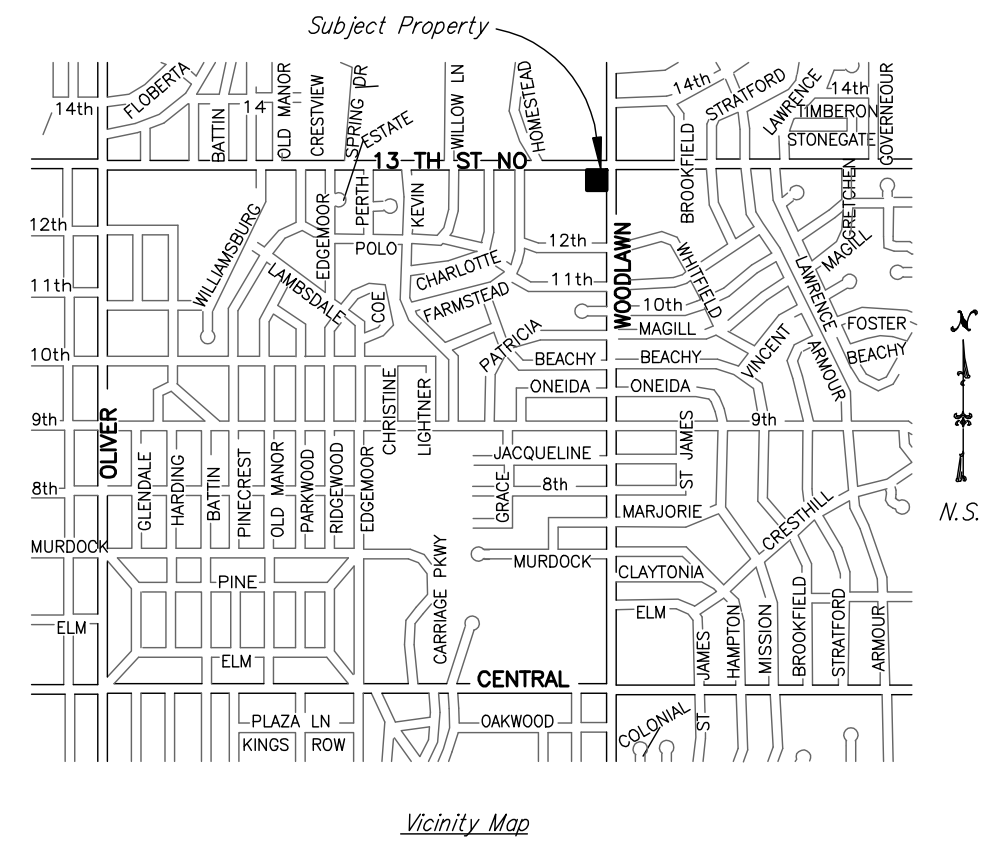 Subject Property
14th
FLOBERTA
BATTIN
14
OLD MANOR
CRESTVIEW
SPRING DR
ESTATE
WILLOW LN
HOMESTEAD
14th
BROOKFIELD
STRATFORD
LAWRENCE
14th
TIMBERON
STONEGATE
GOVERNEOUR
13 TH ST NO
12th
WILLIAMSBURG
EDGEMOOR
PERTH
KEVIN
POLO
12th
WOODLAWN
WHITFIELD
GRETCHEN
MAGILL
11th
LAMBSDALE
COE
CHARLOTTE
FARMSTEAD
11th
10th
MAGILL
LAWRENCE
FOSTER
10th
PATRICIA
BEACHY
BEACHY
VINCENT
ARMOUR
BEACHY
CHRISTINE
LIGHTNER
ONEIDA
ONEIDA
9th
OLIVER
9th
GLENDALE
HARDING
BATTIN
PINECREST
OLD MANOR
PARKWOOD
RIDGEWOOD
EDGEMOOR
JACQUELINE
ST JAMES
8th
GRACE
8th
MARJORIE
CRESTHILL
MURDOCK
MURDOCK
PINE
CARRIAGE PKWY
CLAYTONIA
ELM
ELM
ELM
ST JAMES
HAMPTON
MISSION
BROOKFIELD
STRATFORD
ARMOUR
CENTRAL
PLAZA LN
OAKWOOD
COLONIAL
KINGS ROW
N
N.S.
Vicinity Map